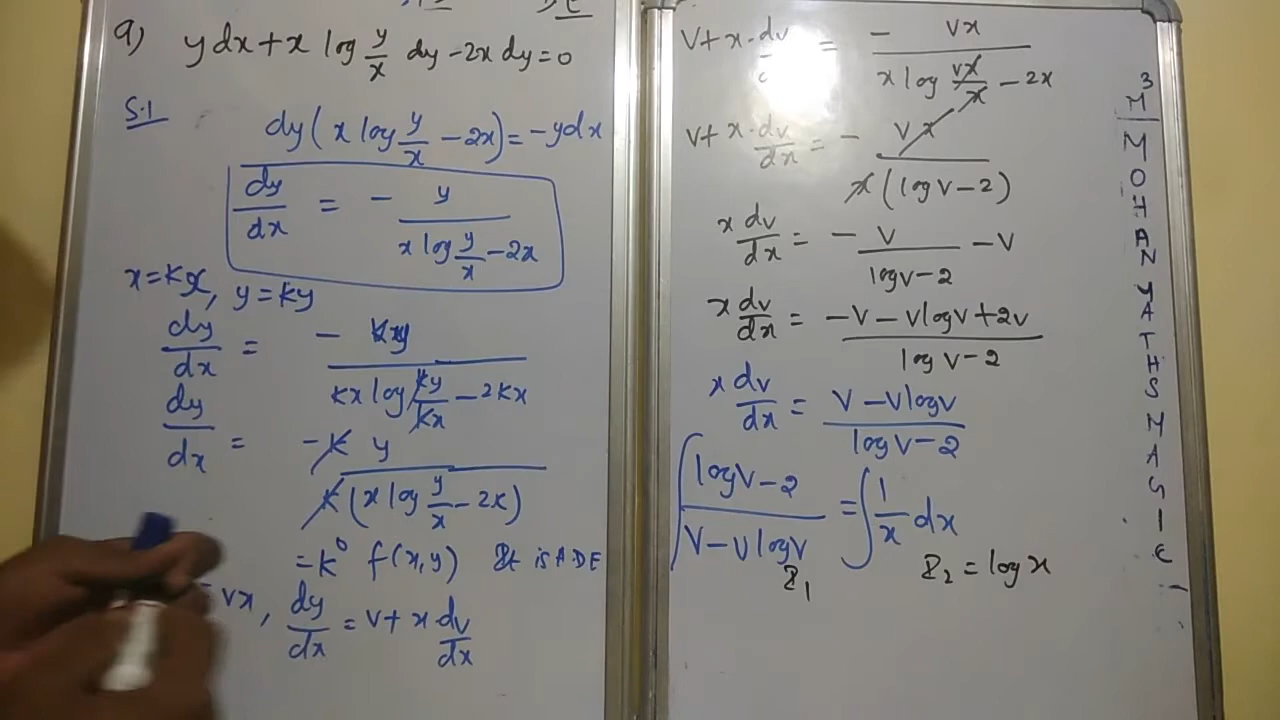 9) y dx + x log y/x dy - 2x dy = 0
S.1
dy ( x log y/x - 2x ) = - y dx
dy/dx = - y / (x log y/x - 2x)
x = kx, y = ky
dy/dx = - ky / (kx log ky/kx - 2kx)
dy/dx = -k y / k (x log y/x - 2x)
= k⁰ f(x,y) It is A D E
= vx, dy/dx = v + x dv/dx
v + x . dv/ = - vx / (x log vx/x - 2x)
v + x . dv/dx = - vx / x (log v - 2)
x dv/dx = - v / (log v - 2) - v
x dv/dx = (-v - v log v + 2v) / (log v - 2)
x dv/dx = (v - v log v) / (log v - 2)
∫ (log v - 2) / (v - v log v) = ∫ 1/x dx
I₁ I₂ = log x
M³
MOHAN
MATHS
MAGIC